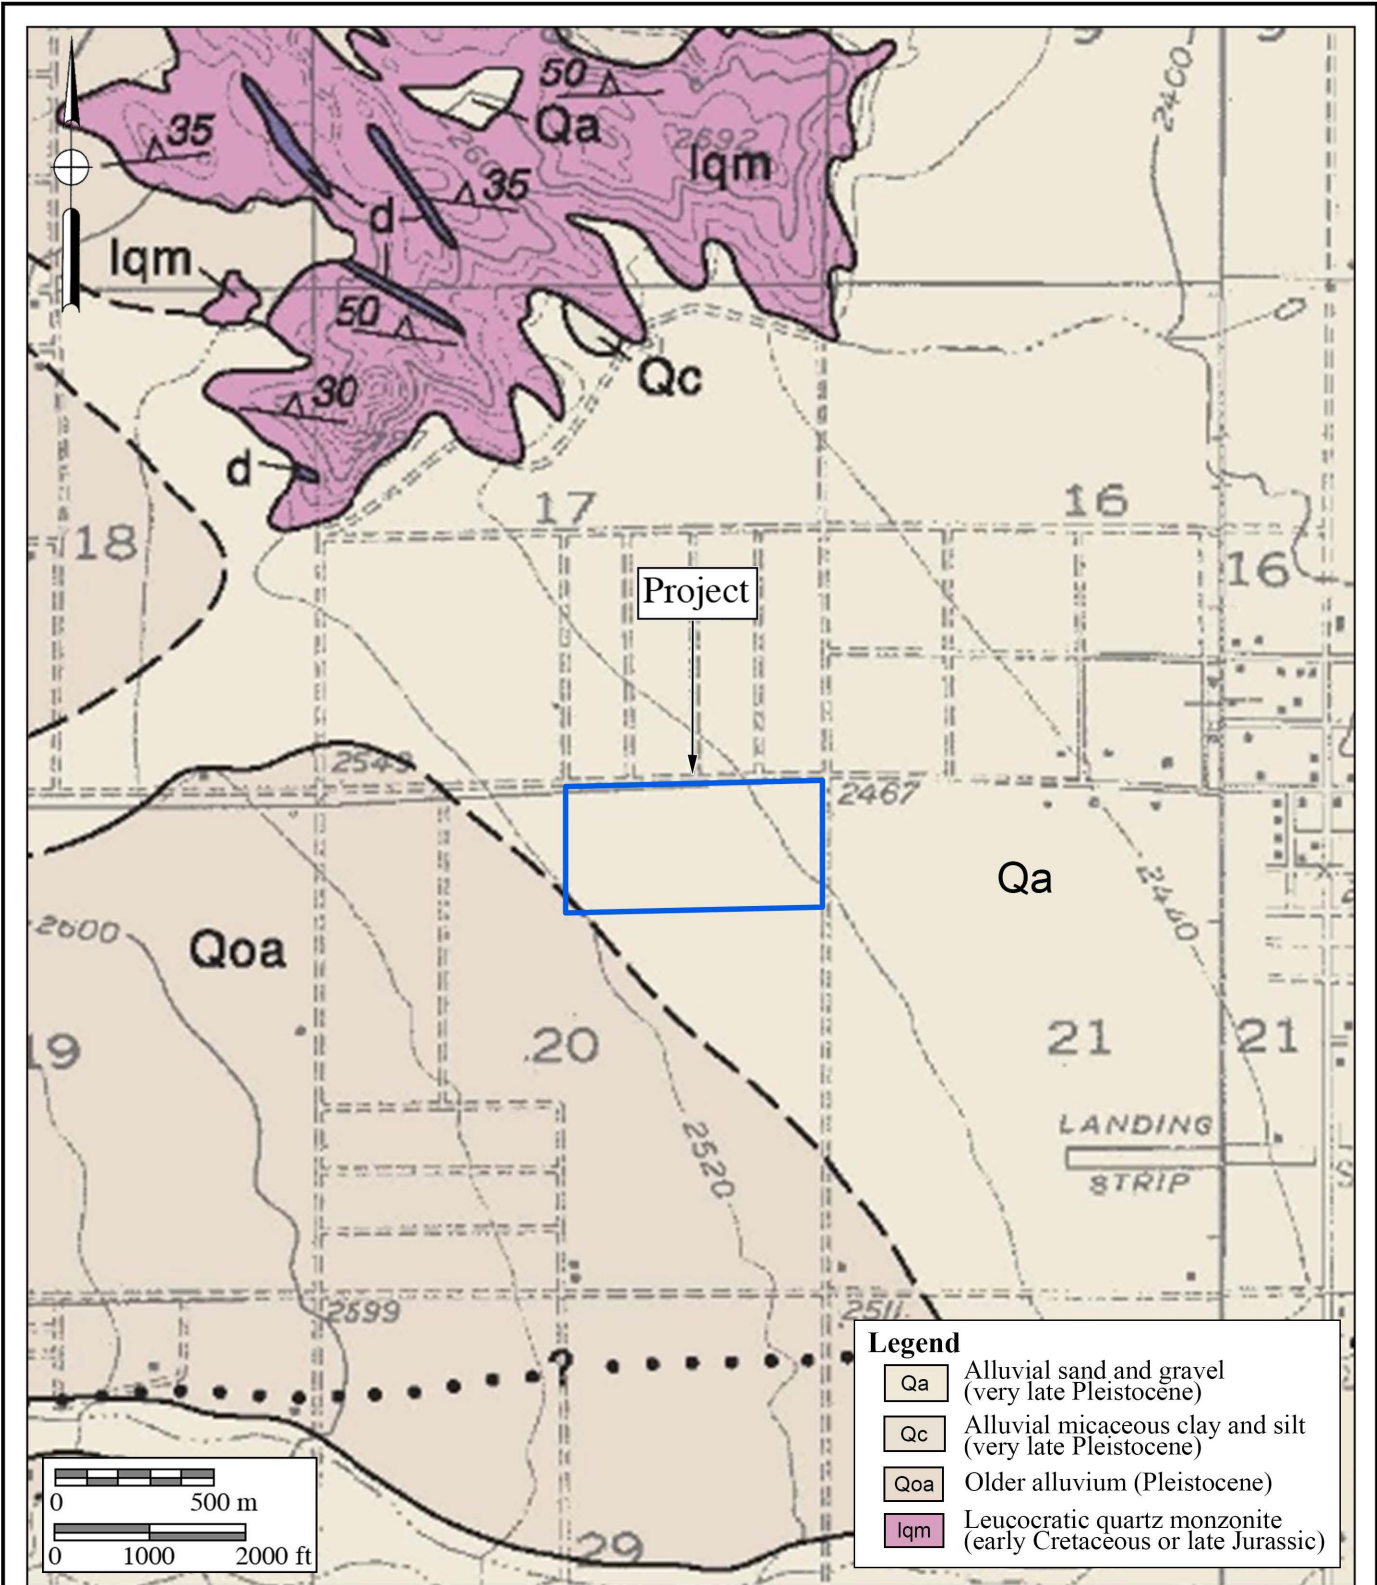 50
2400
35
Qa
2692
lqm
35
d
lqm
50
Qc
30
d
17
16
18
16
Project
2543
2467
Qa
2440
2600
Qoa
19
20
21
21
2520
LANDING
STRIP
2599
2511
?
29
Legend
Qa Alluvial sand and gravel
(very late Pleistocene)
Qc Alluvial micaceous clay and silt
(very late Pleistocene)
Qoa Older alluvium (Pleistocene)
lqm Leucocratic quartz monzonite
(early Cretaceous or late Jurassic)
0 500 m
0 1000 2000 ft